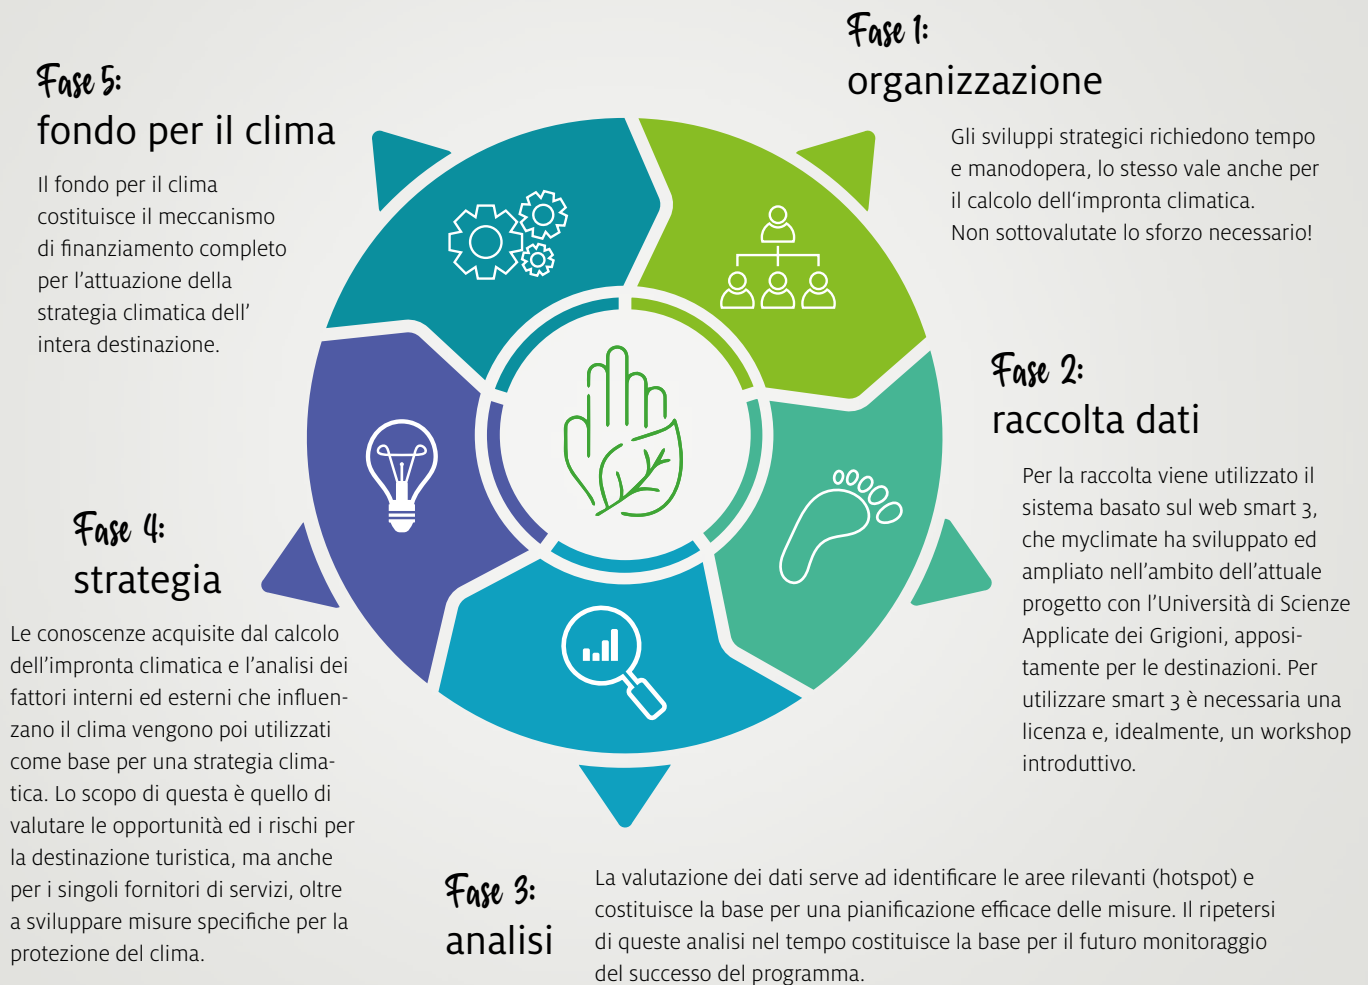 Fase 1:
organizzazione
Gli sviluppi strategici richiedono tempo
e manodopera, lo stesso vale anche per
il calcolo dell‘impronta climatica.
Non sottovalutate lo sforzo necessario!
Fase 2:
raccolta dati
Per la raccolta viene utilizzato il
sistema basato sul web smart 3,
che myclimate ha sviluppato ed
ampliato nell’ambito dell’attuale
progetto con l’Università di Scienze
Applicate dei Grigioni, apposi-
tamente per le destinazioni. Per
utilizzare smart 3 è necessaria una
licenza e, idealmente, un workshop
introduttivo.
Fase 3:
analisi
La valutazione dei dati serve ad identificare le aree rilevanti (hotspot) e
costituisce la base per una pianificazione efficace delle misure. Il ripetersi
di queste analisi nel tempo costituisce la base per il futuro monitoraggio
del successo del programma.
Fase 4:
strategia
Le conoscenze acquisite dal calcolo
dell’impronta climatica e l’analisi dei
fattori interni ed esterni che influen-
zano il clima vengono poi utilizzati
come base per una strategia clima-
tica. Lo scopo di questa è quello di
valutare le opportunità ed i rischi per
la destinazione turistica, ma anche
per i singoli fornitori di servizi, oltre
a sviluppare misure specifiche per la
protezione del clima.
Fase 5:
fondo per il clima
Il fondo per il clima
costituisce il meccanismo
di finanziamento completo
per l’attuazione della
strategia climatica dell’
intera destinazione.